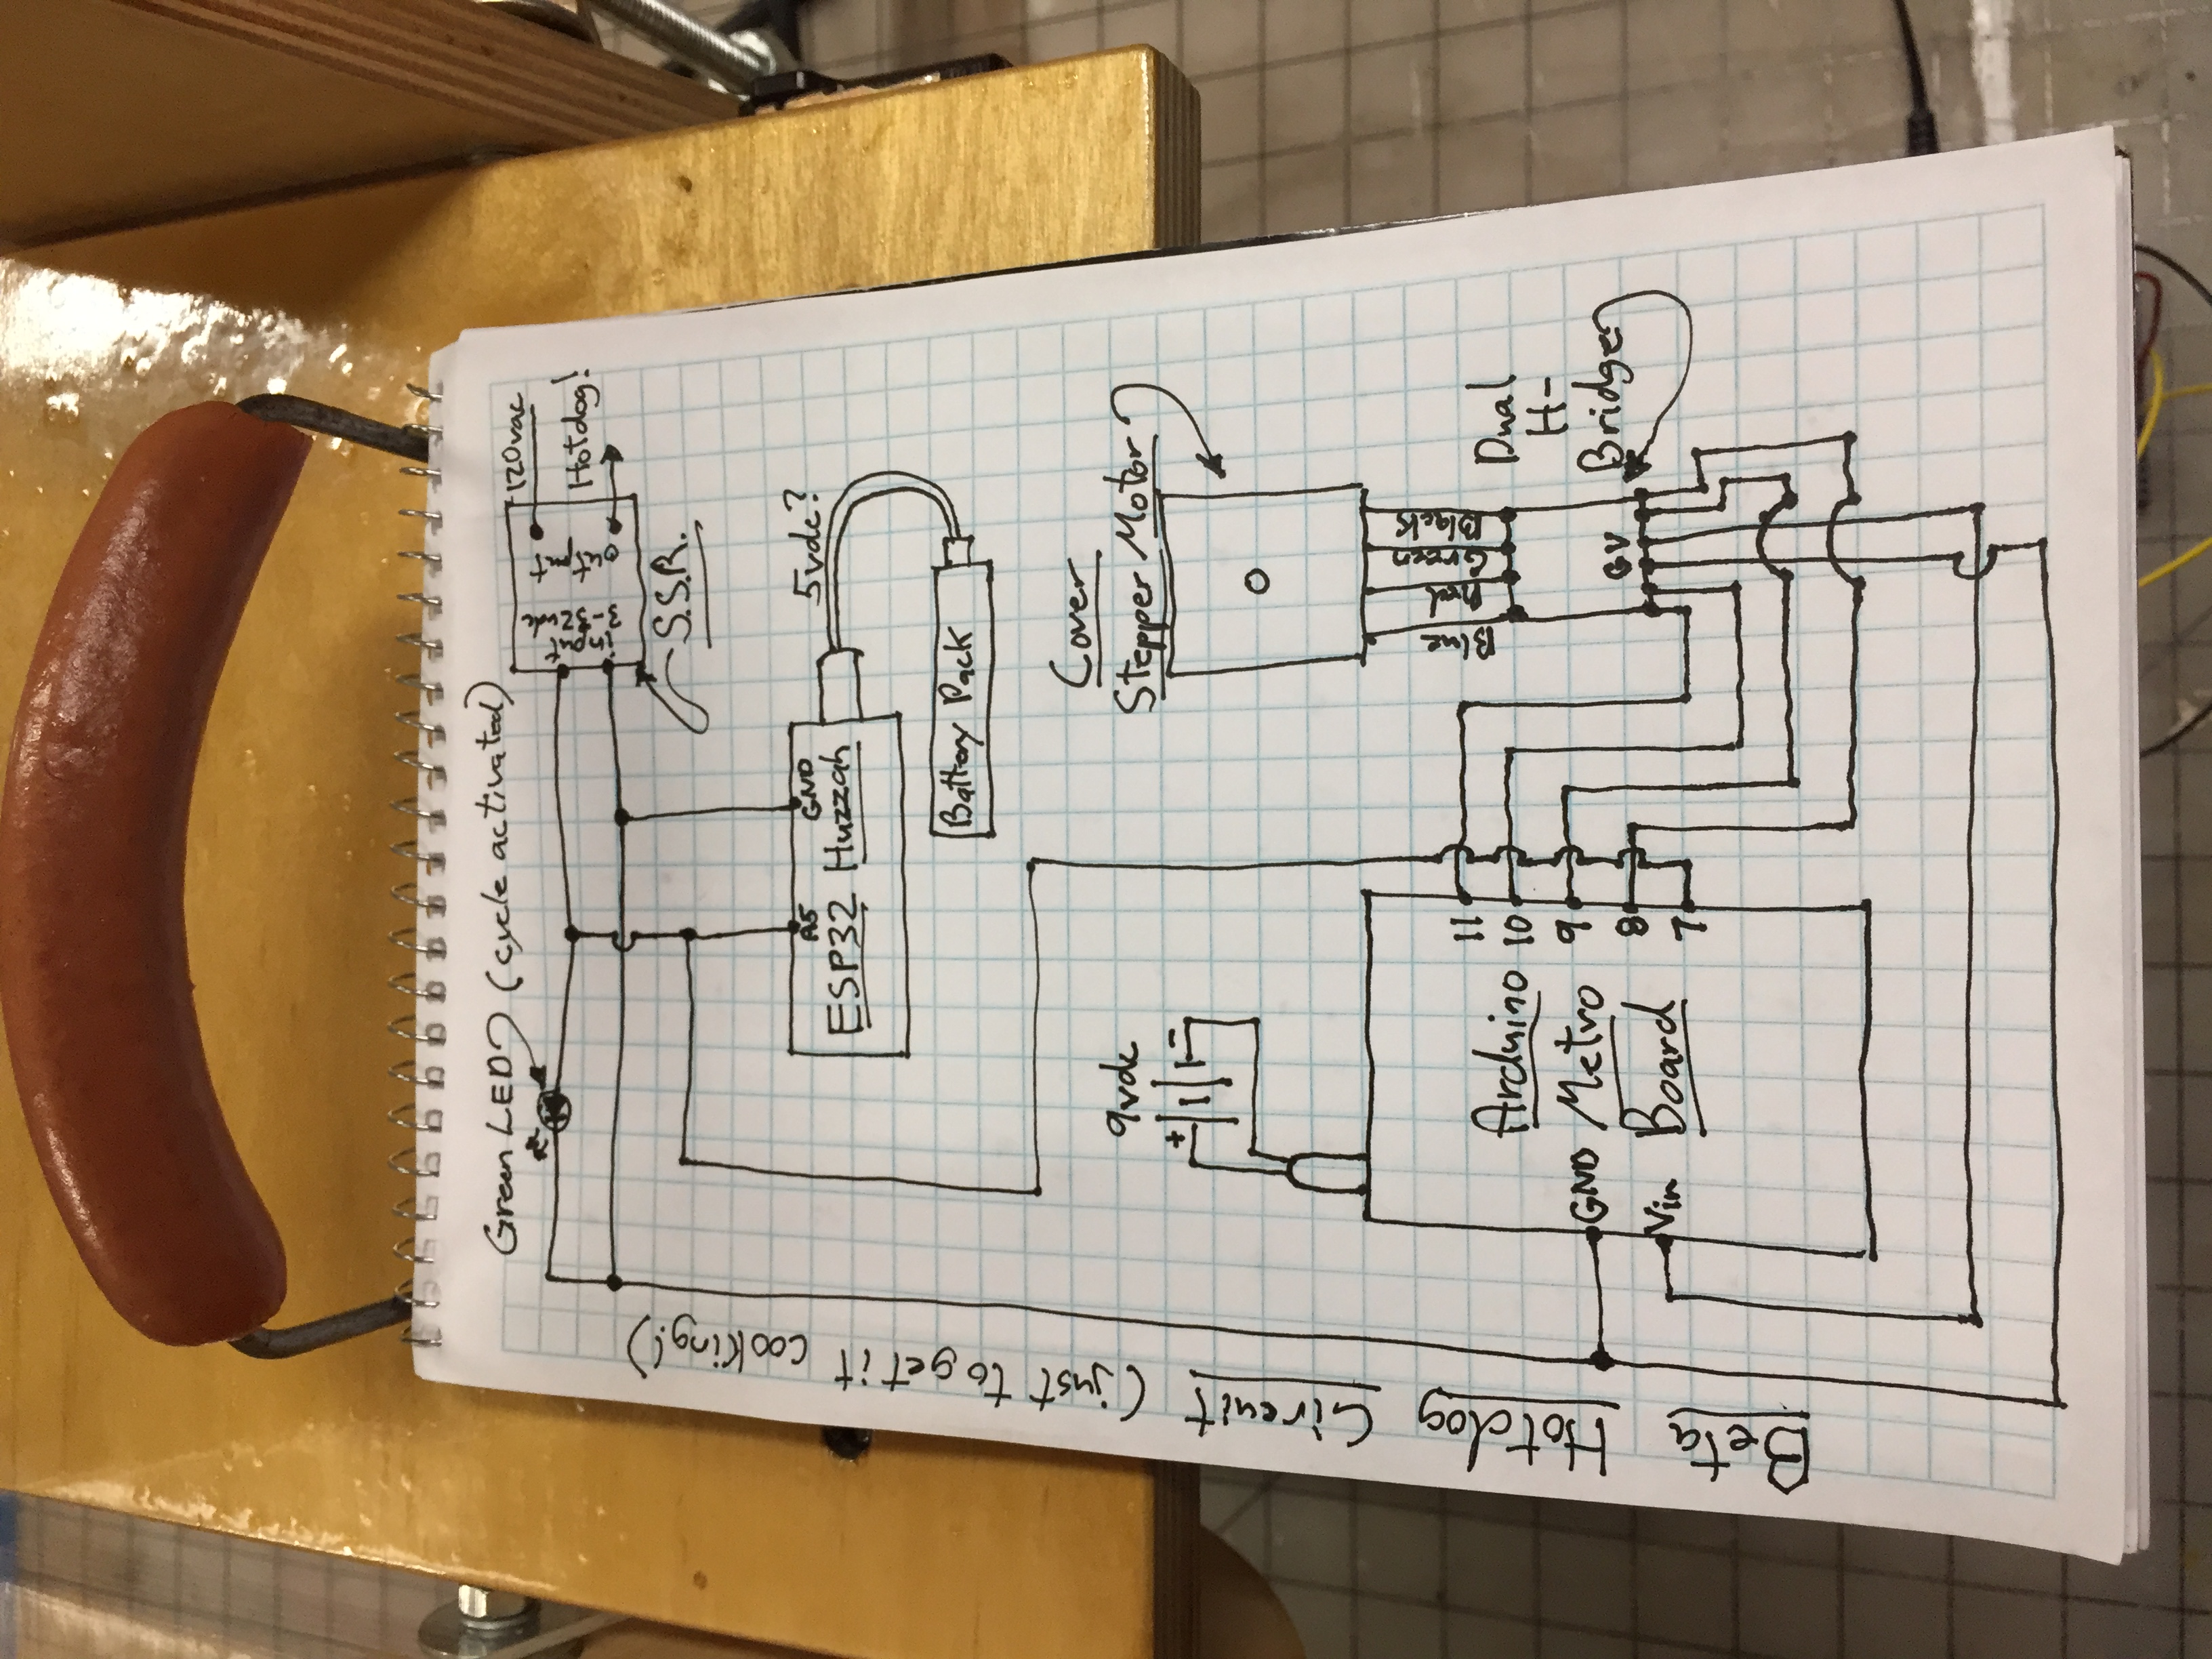 Green LED (cycle activated)
120vac
input
3-32vdc
output
Hotdog!
S.S.R.
A5 GND
ESP32 Huzzah
5vdc?
Battery Pack
Beta Hotdog Circuit (just to get it cooking!)
9vdc
+ -
Cover
Stepper Motor
Blue
Red
Green
Black
11
10
9
8
7
Arduino
Metro
Board
GND
Vin
Dual
H-
Bridge
GV